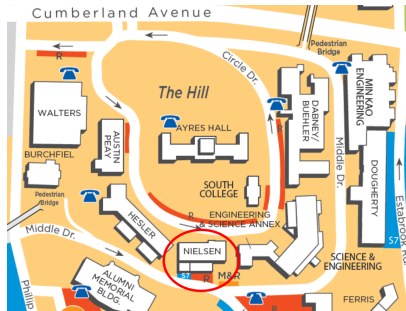 Cumberland Avenue
R
Pedestrian
Bridge
Circle Dr.
The Hill
WALTERS
AUSTIN
PEAY
AYRES HALL
DABNEY/
BUEHLER
MIN KAO
ENGINEERING
BURCHFIEL
Pedestrian
Bridge
SOUTH
COLLEGE
R
Middle Dr.
DOUGHERTY
Estabrook Rd.
HESLER
R
ENGINEERING
& SCIENCE ANNEX
Middle Dr.
NIELSEN
S7
SCIENCE &
ENGINEERING
S7
R
M&R
ALUMNI
MEMORIAL
BLDG.
Phillip
FERRIS